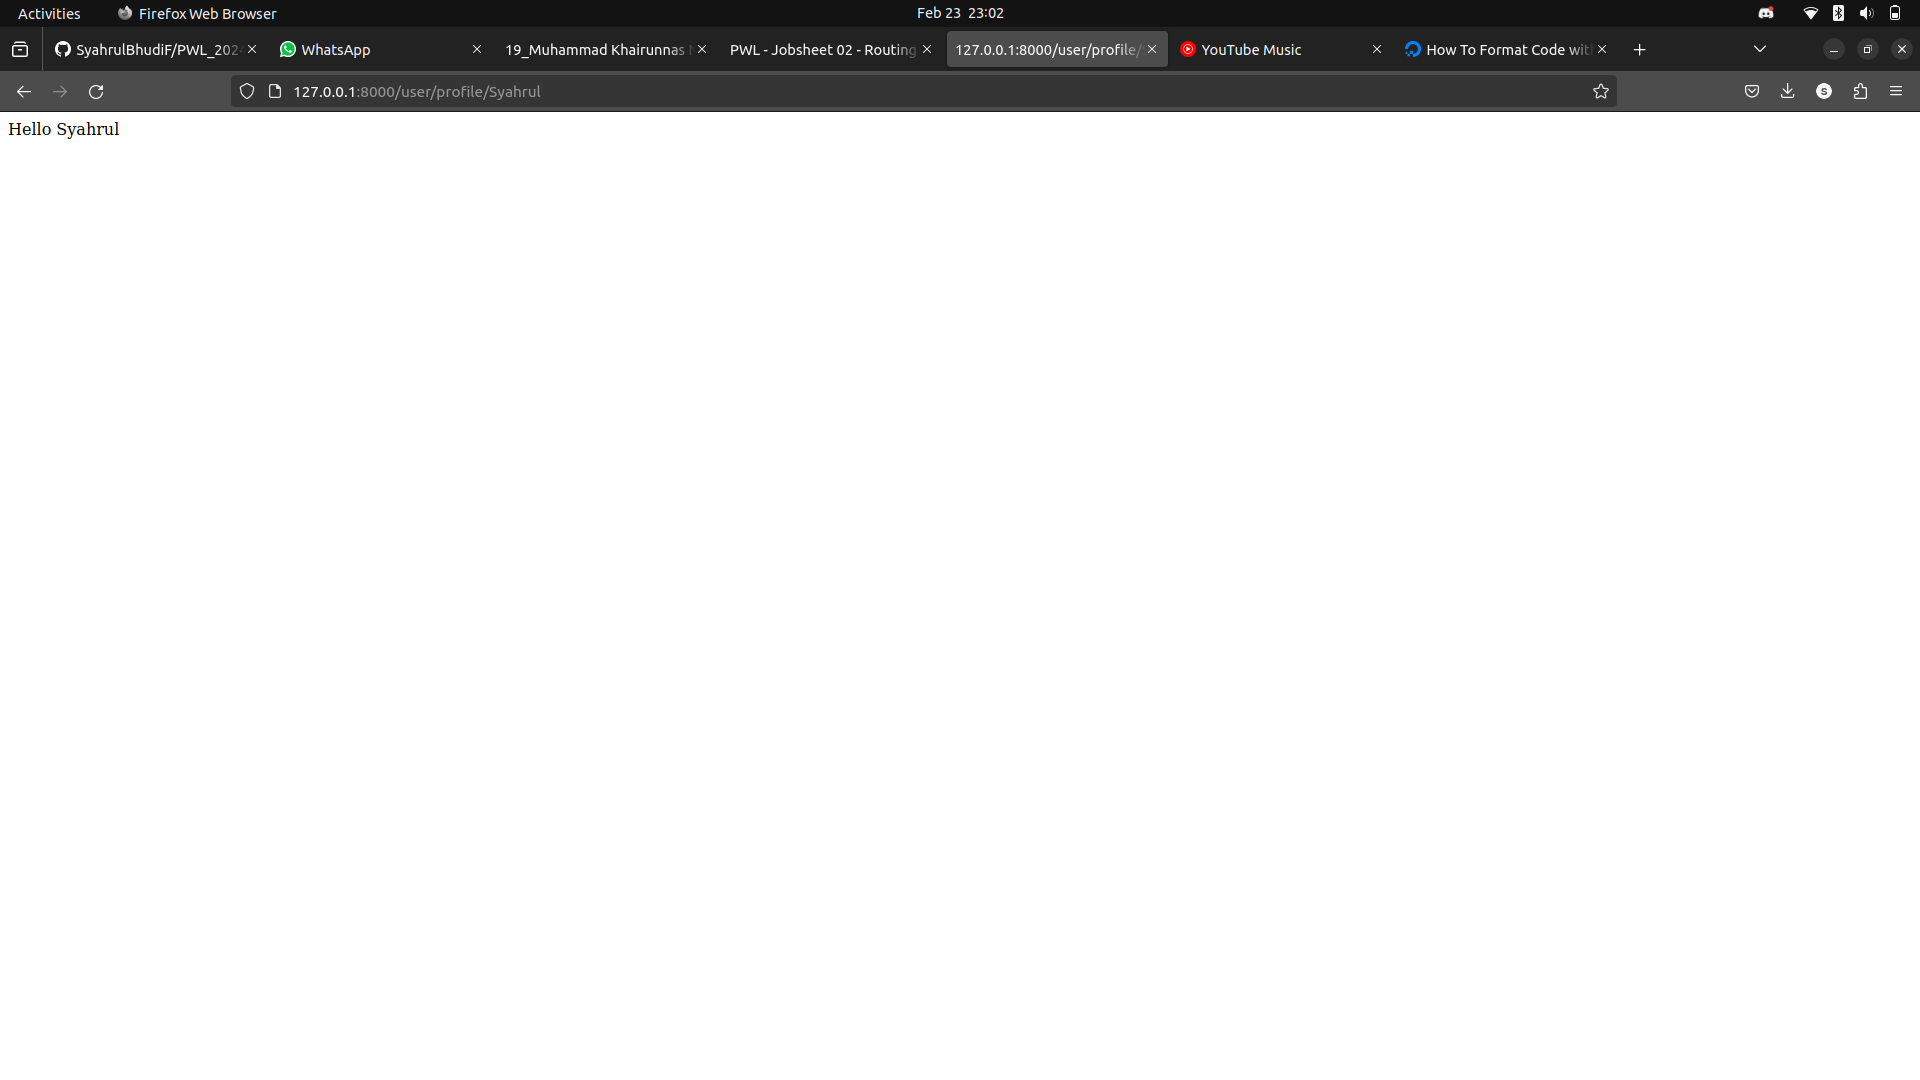 Activities Firefox Web Browser Feb 23 23:02
SyahrulBhudiF/PWL_202 WhatsApp 19_Muhammad Khairunnas PWL - Jobsheet 02 - Routing 127.0.0.1:8000/user/profile/ YouTube Music How To Format Code wit
127.0.0.1:8000/user/profile/Syahrul S
Hello Syahrul